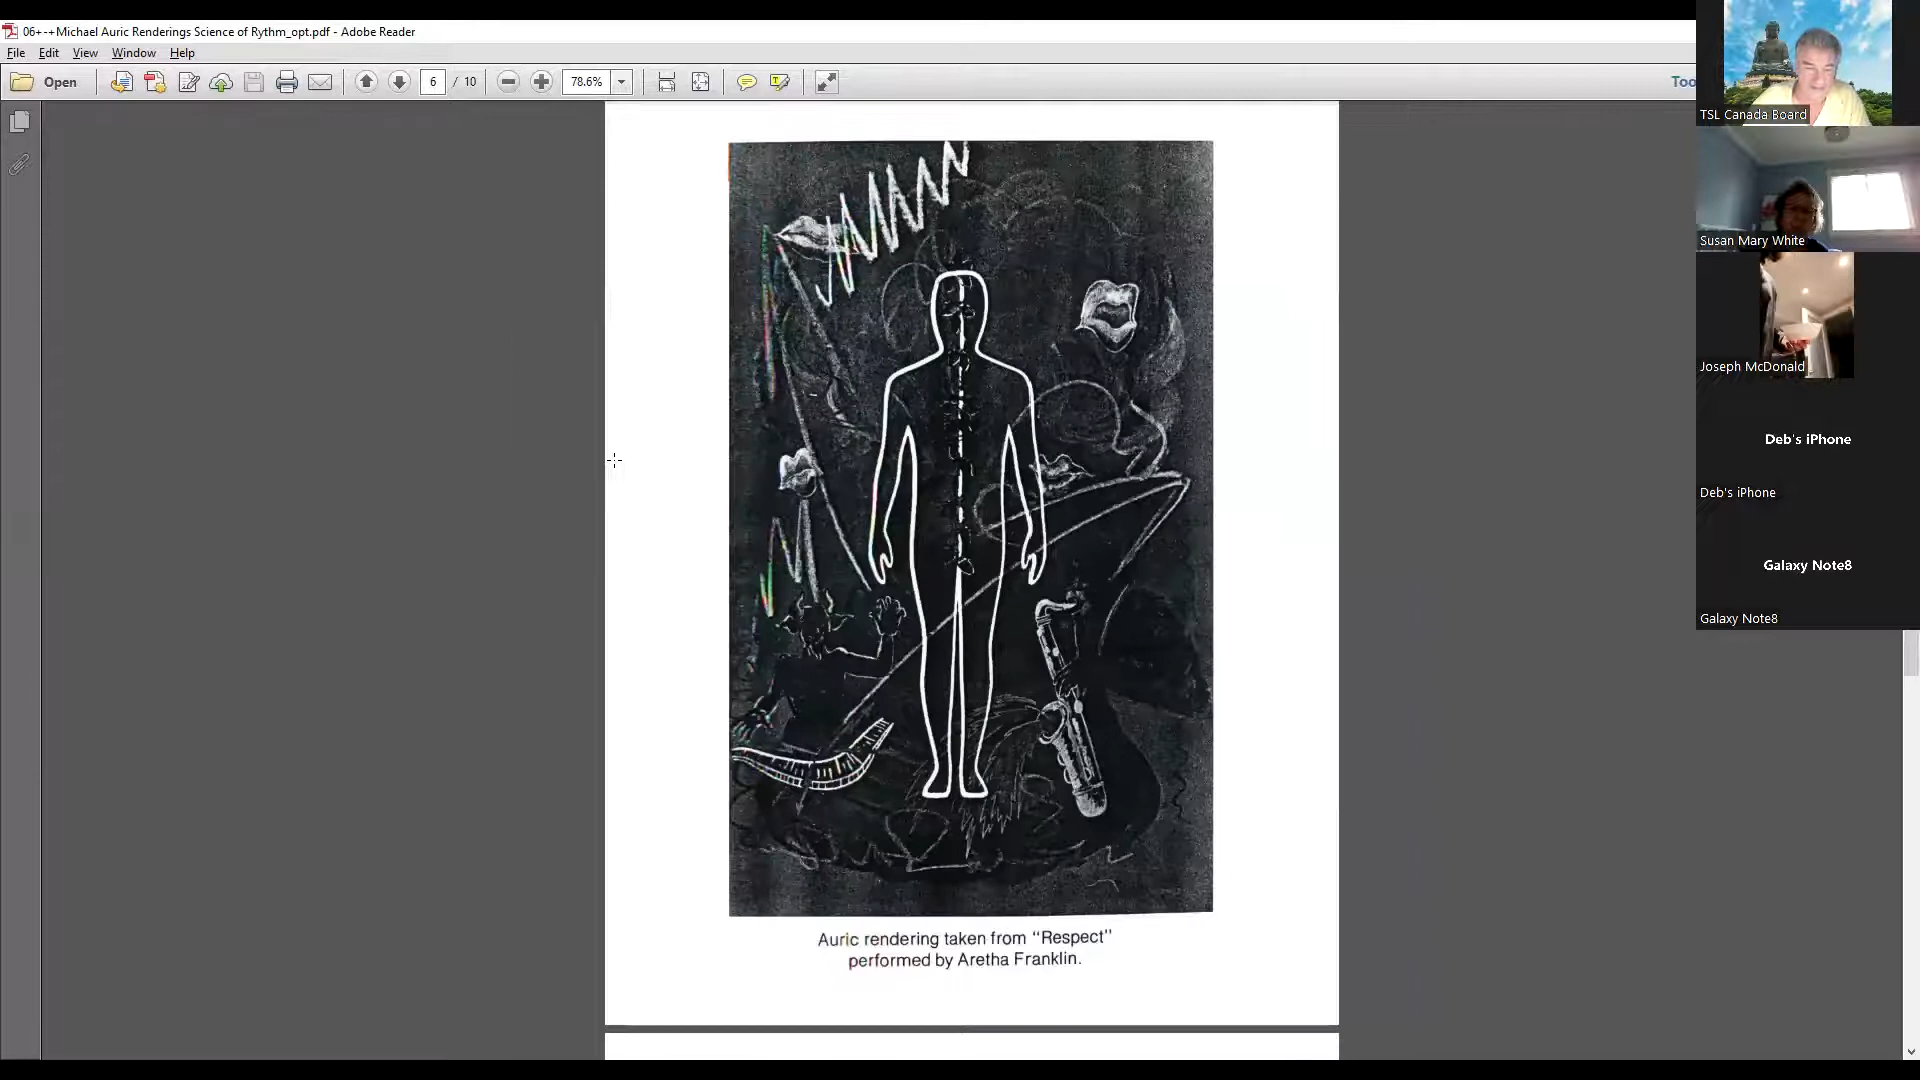 06+-+Michael Auric Renderings Science of Rythm_opt.pdf - Adobe Reader
File Edit View Window Help
Open 6 / 10 78.6% Too
TSL Canada Board
Susan Mary White
Joseph McDonald
Deb's iPhone
Deb's iPhone
Galaxy Note8
Galaxy Note8
Auric rendering taken from "Respect"
performed by Aretha Franklin.